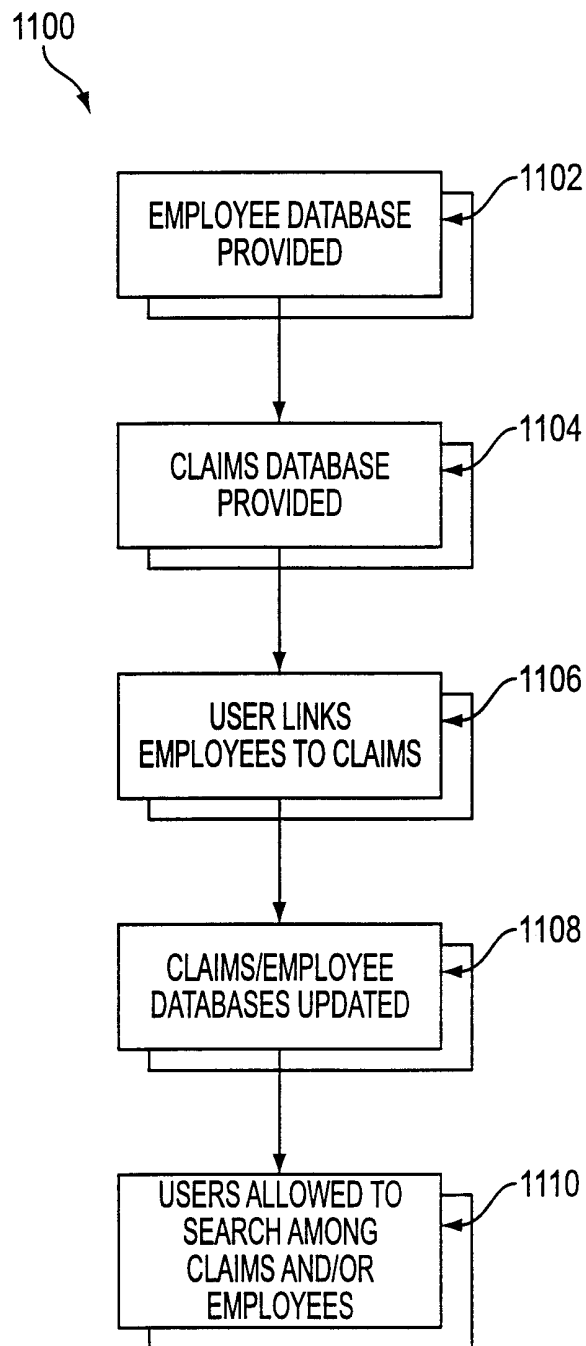 1100
1102
EMPLOYEE DATABASE
PROVIDED
1104
CLAIMS DATABASE
PROVIDED
1106
USER LINKS
EMPLOYEES TO CLAIMS
1108
CLAIMS/EMPLOYEE
DATABASES UPDATED
1110
USERS ALLOWED TO
SEARCH AMONG
CLAIMS AND/OR
EMPLOYEES